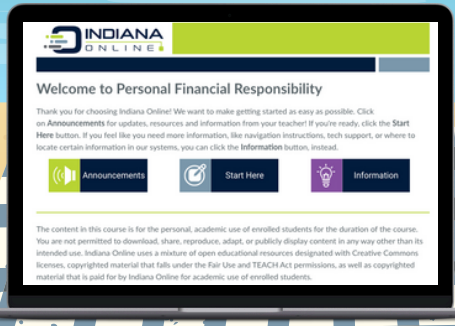 INDIANA
ONLINE
Welcome to Personal Financial Responsibility
Thank you for choosing Indiana Online! We want to make getting started as easy as possible. Click
on Announcements for updates, resources and information from your teacher! If you're ready, click the Start
Here button. If you feel like you need more information, like navigation instructions, tech support, or where to
locate certain information in our systems, you can click the Information button, instead.
Announcements
Start Here
Information
The content in this course is for the personal, academic use of enrolled students for the duration of the course.
You are not permitted to download, share, reproduce, adapt, or publicly display content in any way other than its
intended use. Indiana Online uses a mixture of open educational resources designated with Creative Commons
licenses, copyrighted material that falls under the Fair Use and TEACH Act permissions, as well as copyrighted
material that is paid for by Indiana Online for academic use of enrolled students.